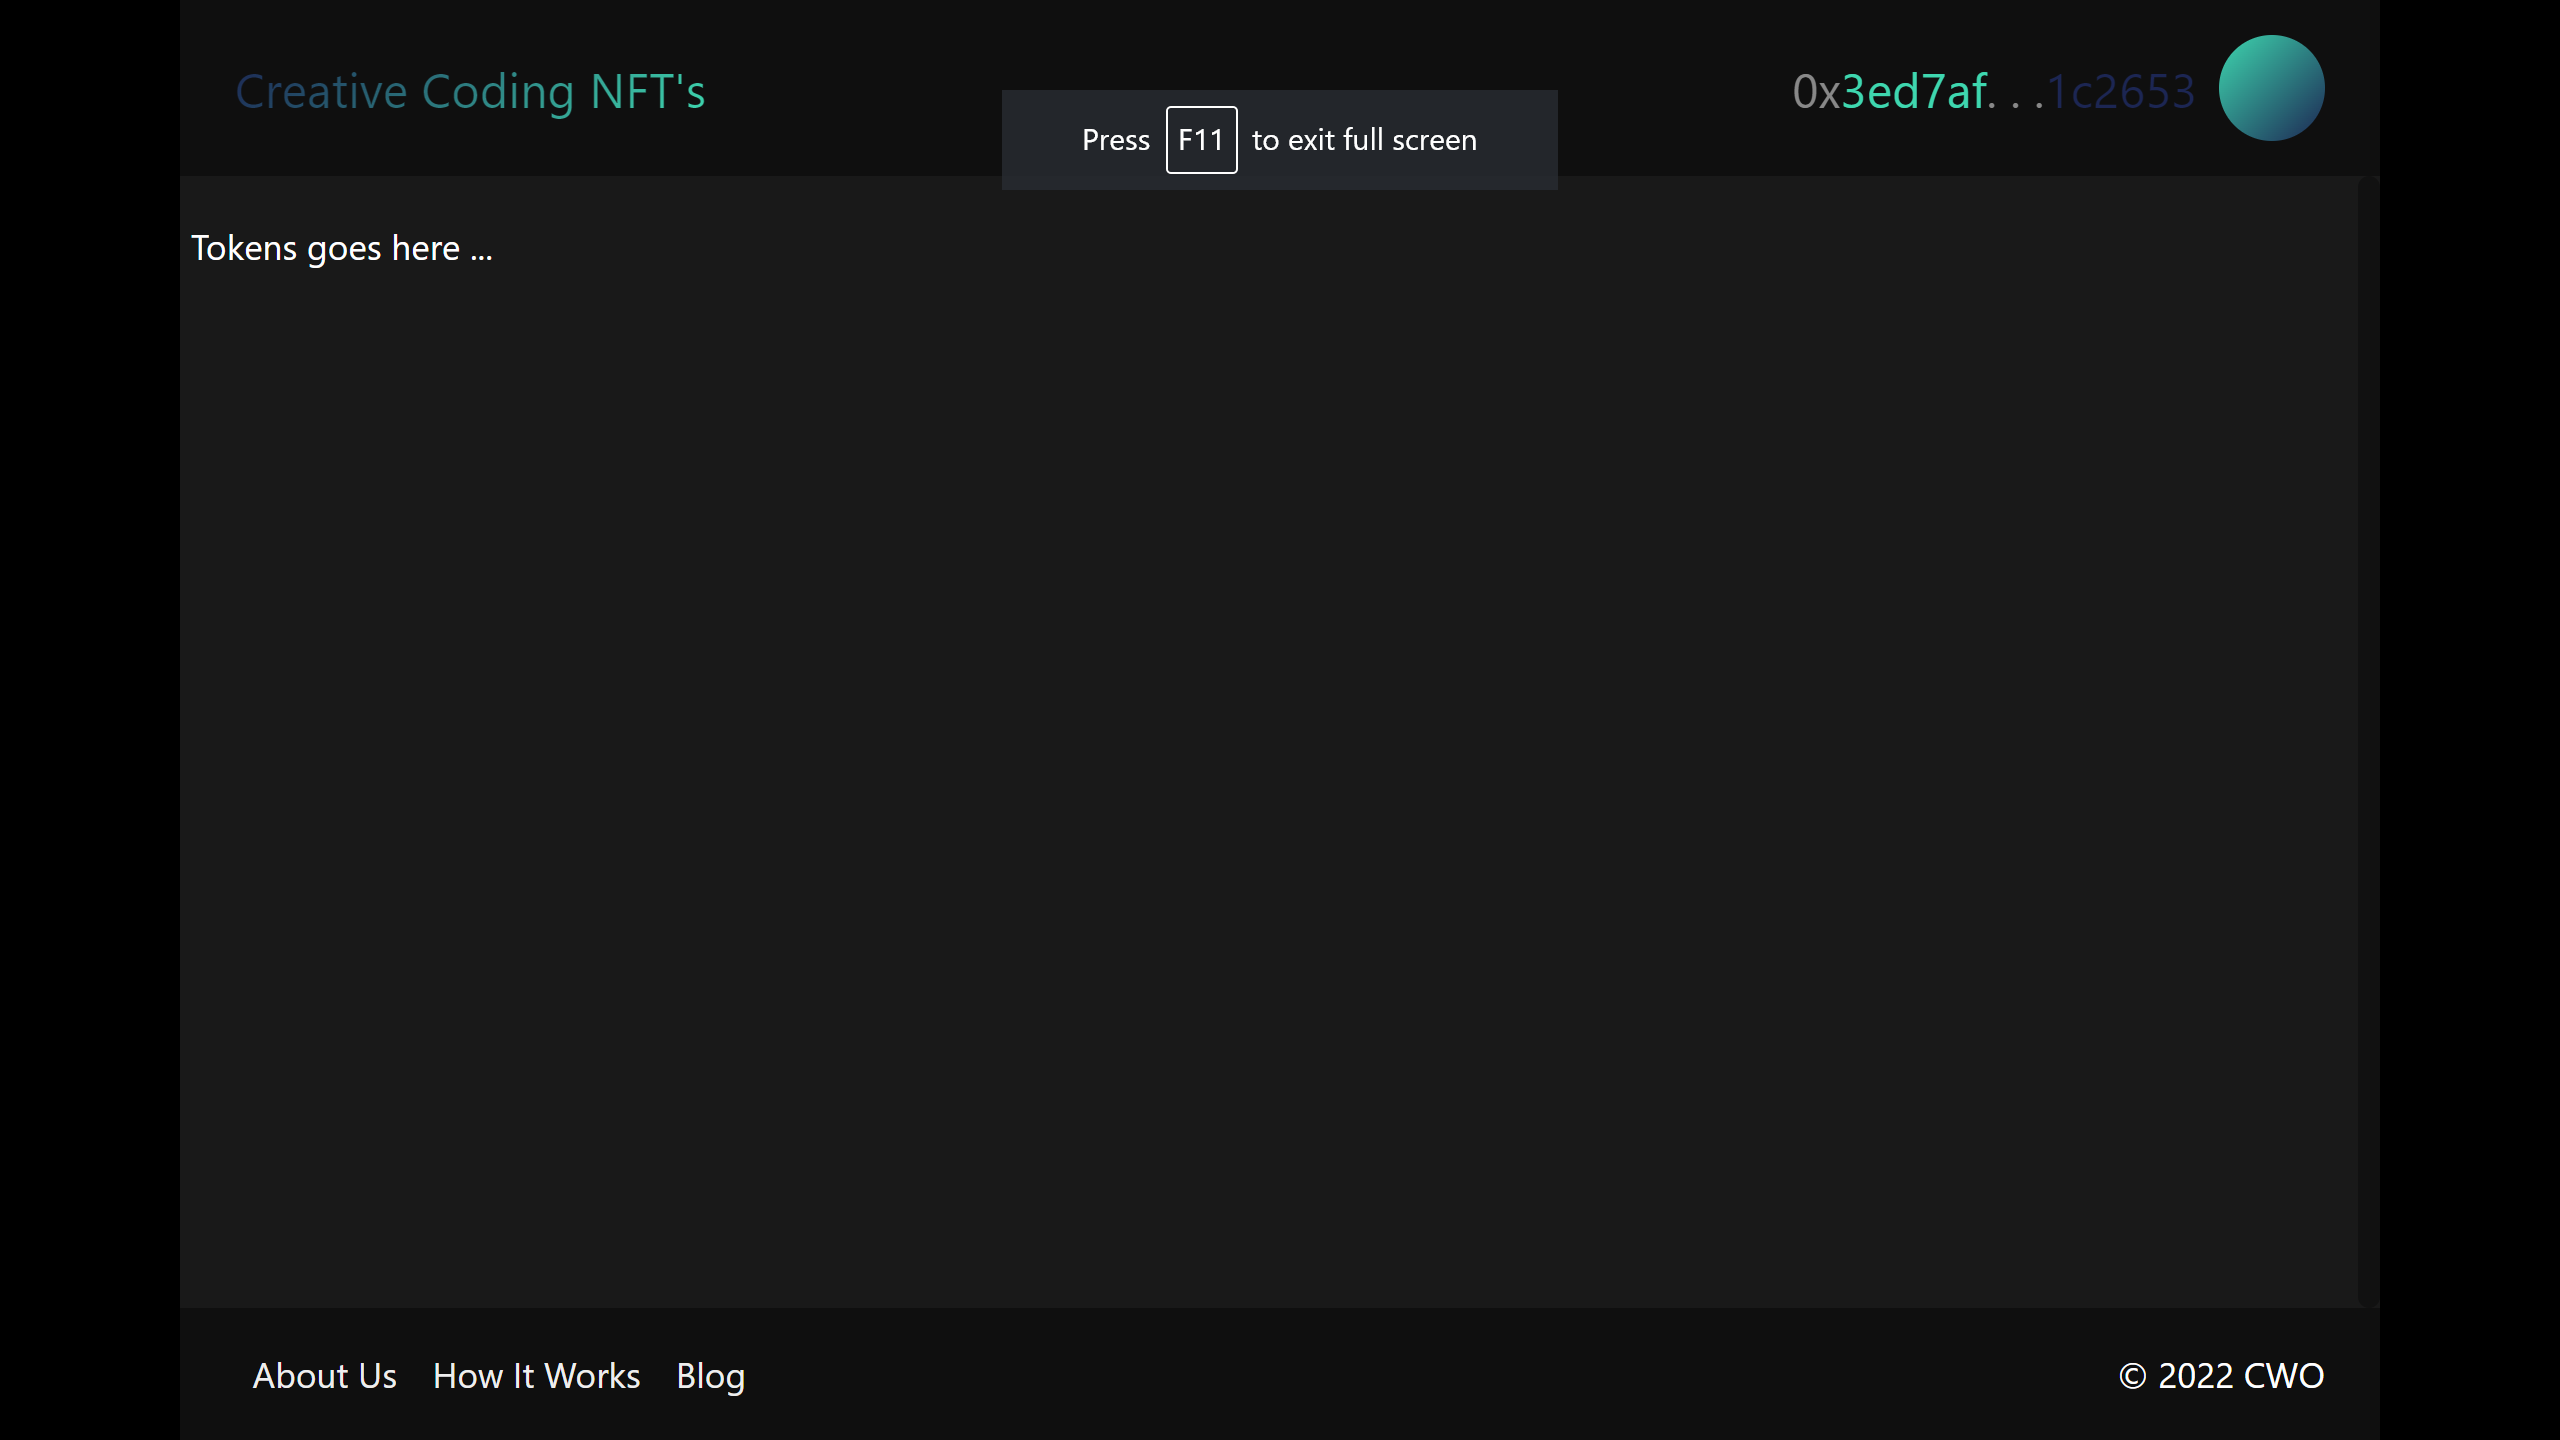 Creative Coding NFT's
0x3ed7af. . .1c2653
Press F11 to exit full screen
Tokens goes here ...
About Us How It Works Blog
© 2022 CWO